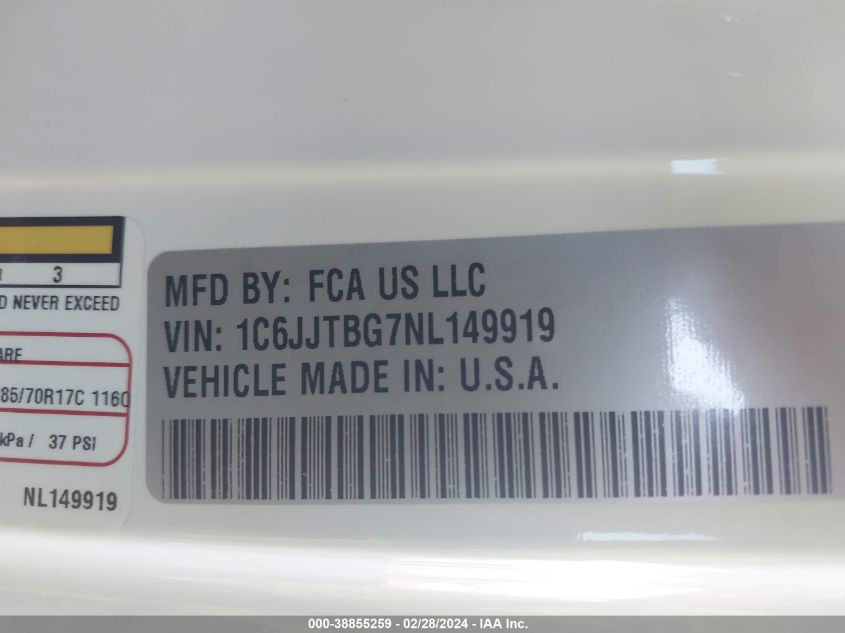 R 3
D NEVER EXCEED
ARE
85/70R17C 116
kPa / 37 PSI
NL149919
MFD BY: FCA US LLC
VIN: 1C6JJTBG7NL149919
VEHICLE MADE IN: U.S.A.
000-38855259 - 02/28/2024 - IAA Inc.